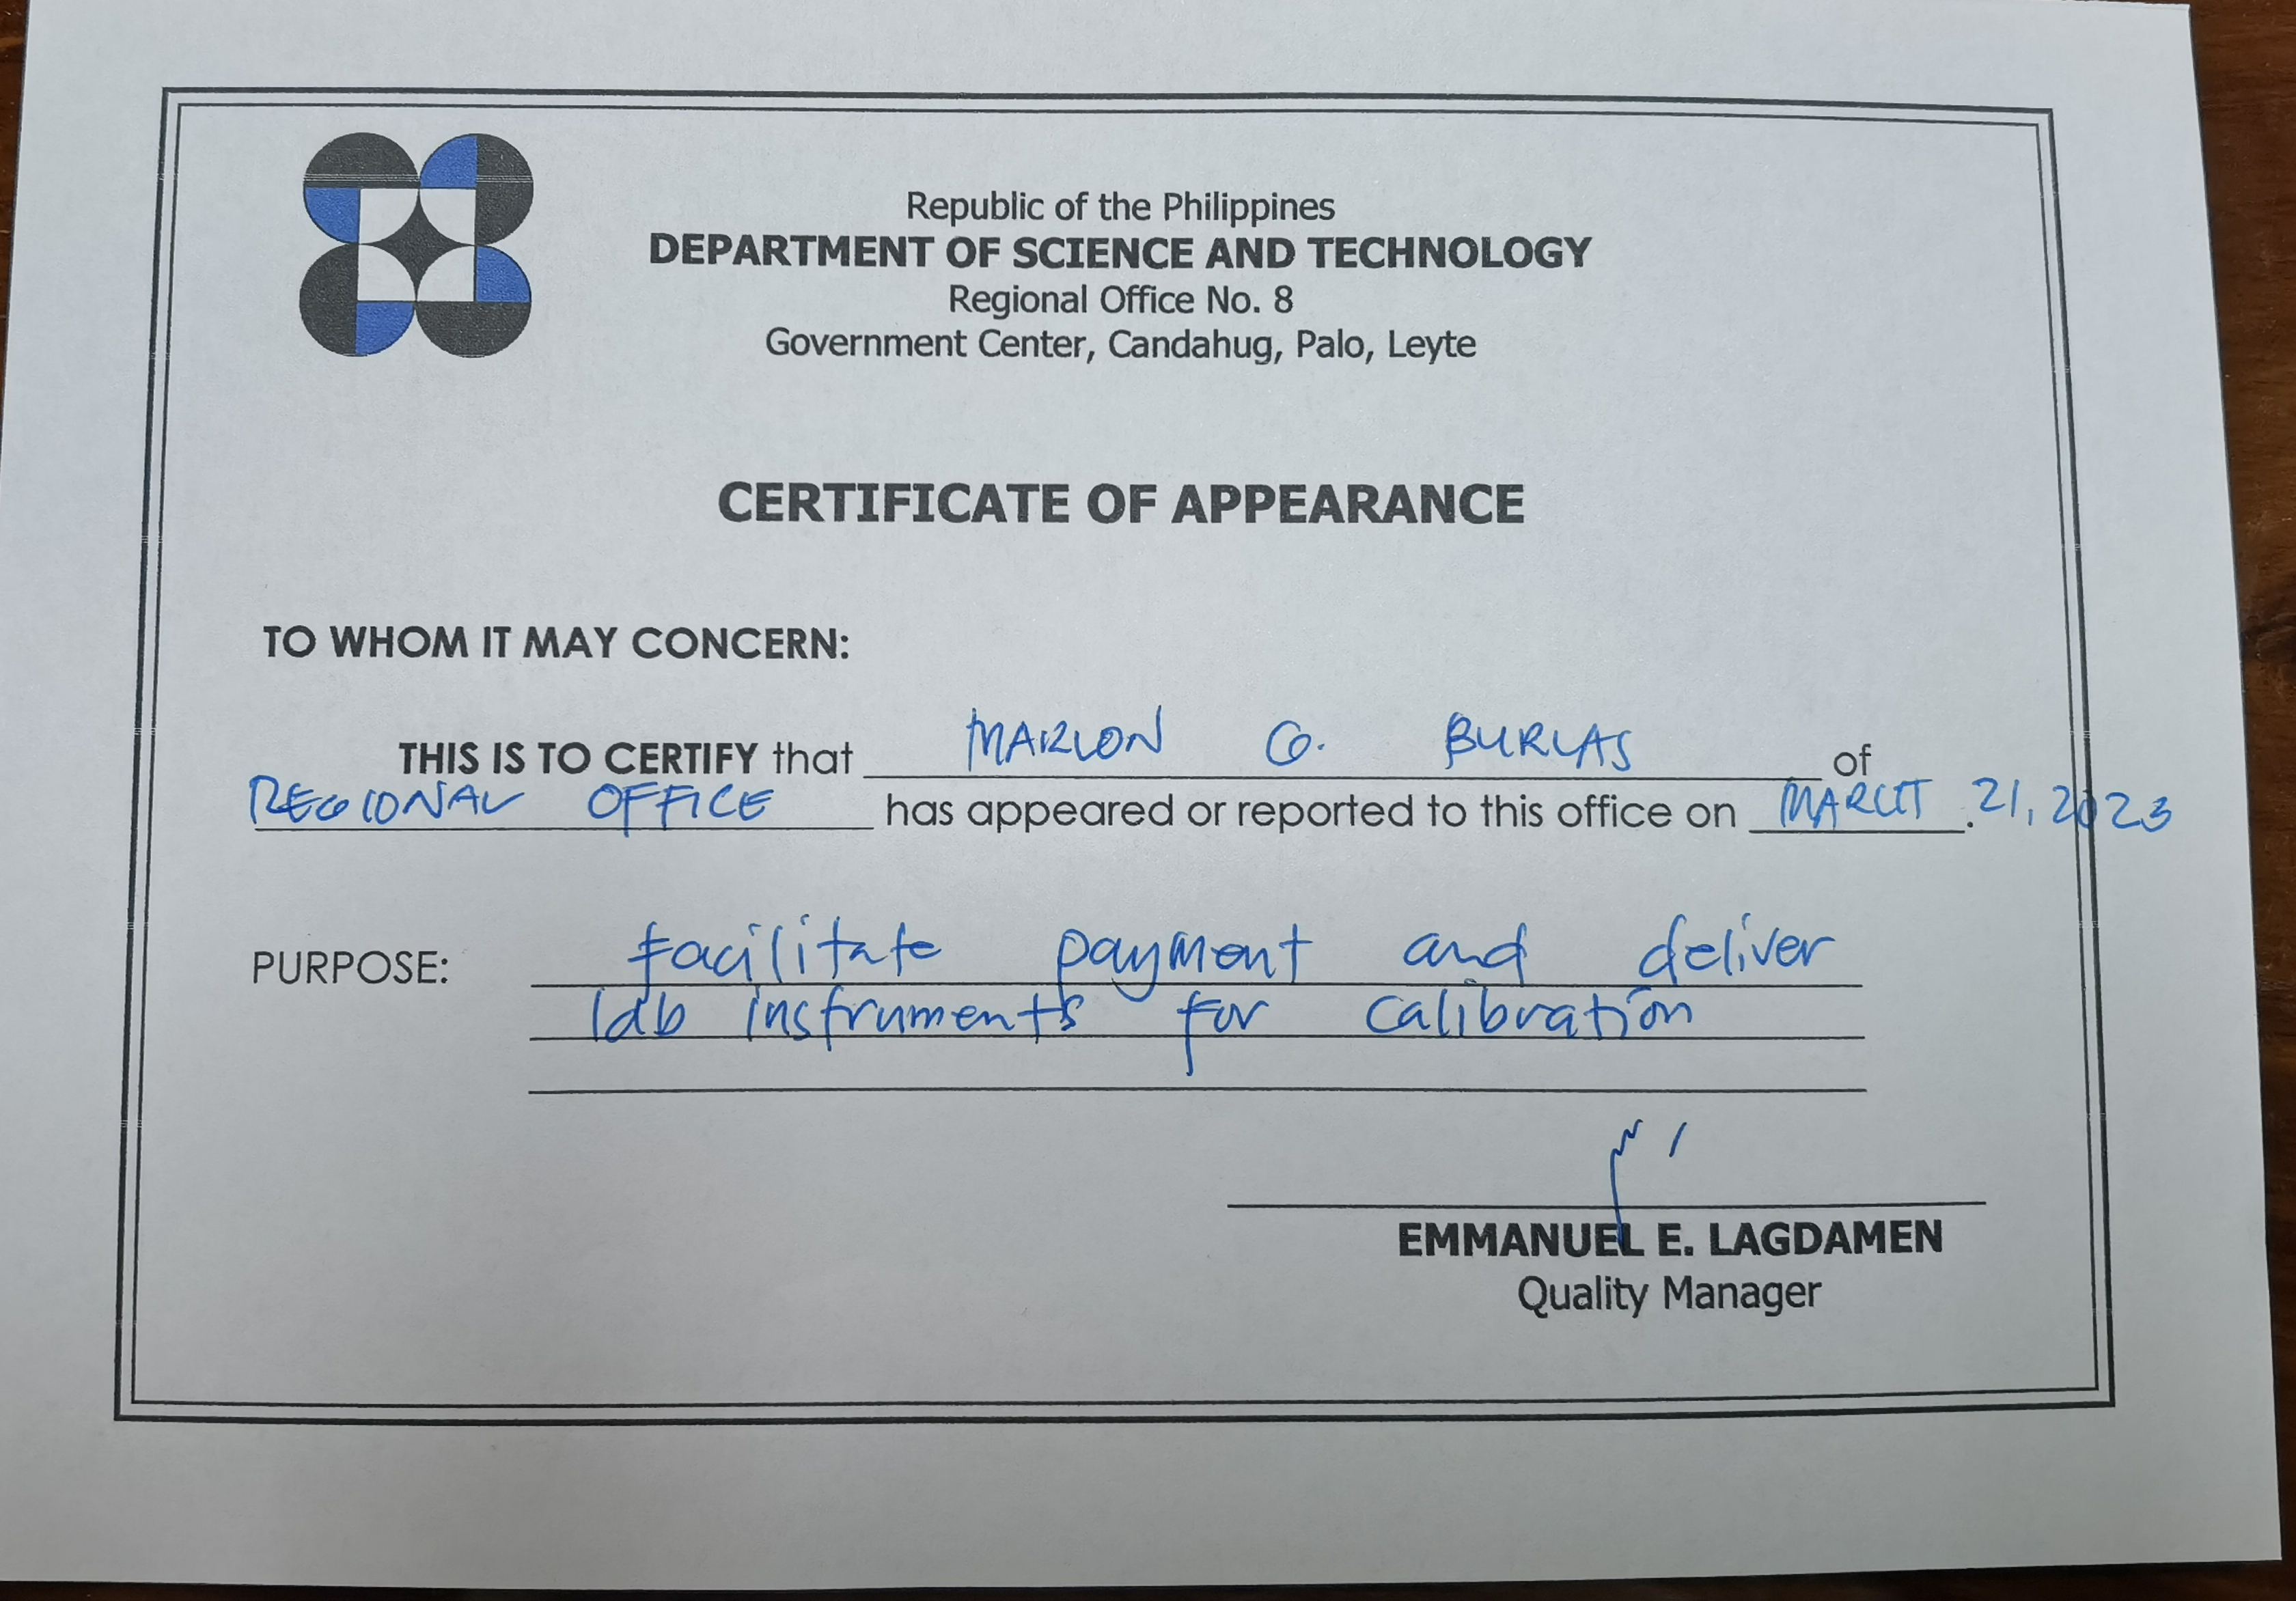 Republic of the Philippines
DEPARTMENT OF SCIENCE AND TECHNOLOGY
Regional Office No. 8
Government Center, Candahug, Palo, Leyte
CERTIFICATE OF APPEARANCE
TO WHOM IT MAY CONCERN:
THIS IS TO CERTIFY that MARLON G. BURLAS of
REGIONAL OFFICE has appeared or reported to this office on MARCH . 21, 2023
PURPOSE: facilitate payment and deliver
lab instruments for calibration
EMMANUEL E. LAGDAMEN
Quality Manager